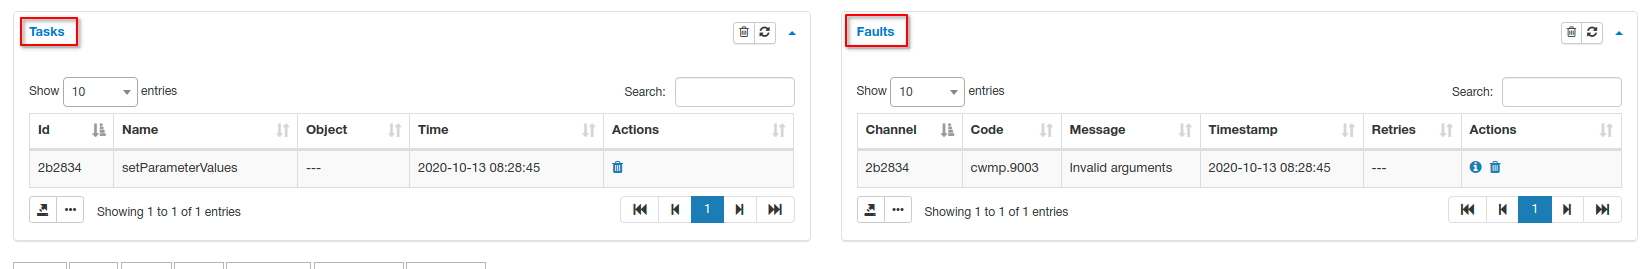 Tasks
Show 10 entries
Search:
Id Name Object Time Actions
2b2834 setParameterValues --- 2020-10-13 08:28:45
Showing 1 to 1 of 1 entries
1
Faults
Show 10 entries
Search:
Channel Code Message Timestamp Retries Actions
2b2834 cwmp.9003 Invalid arguments 2020-10-13 08:28:45 ---
Showing 1 to 1 of 1 entries
1